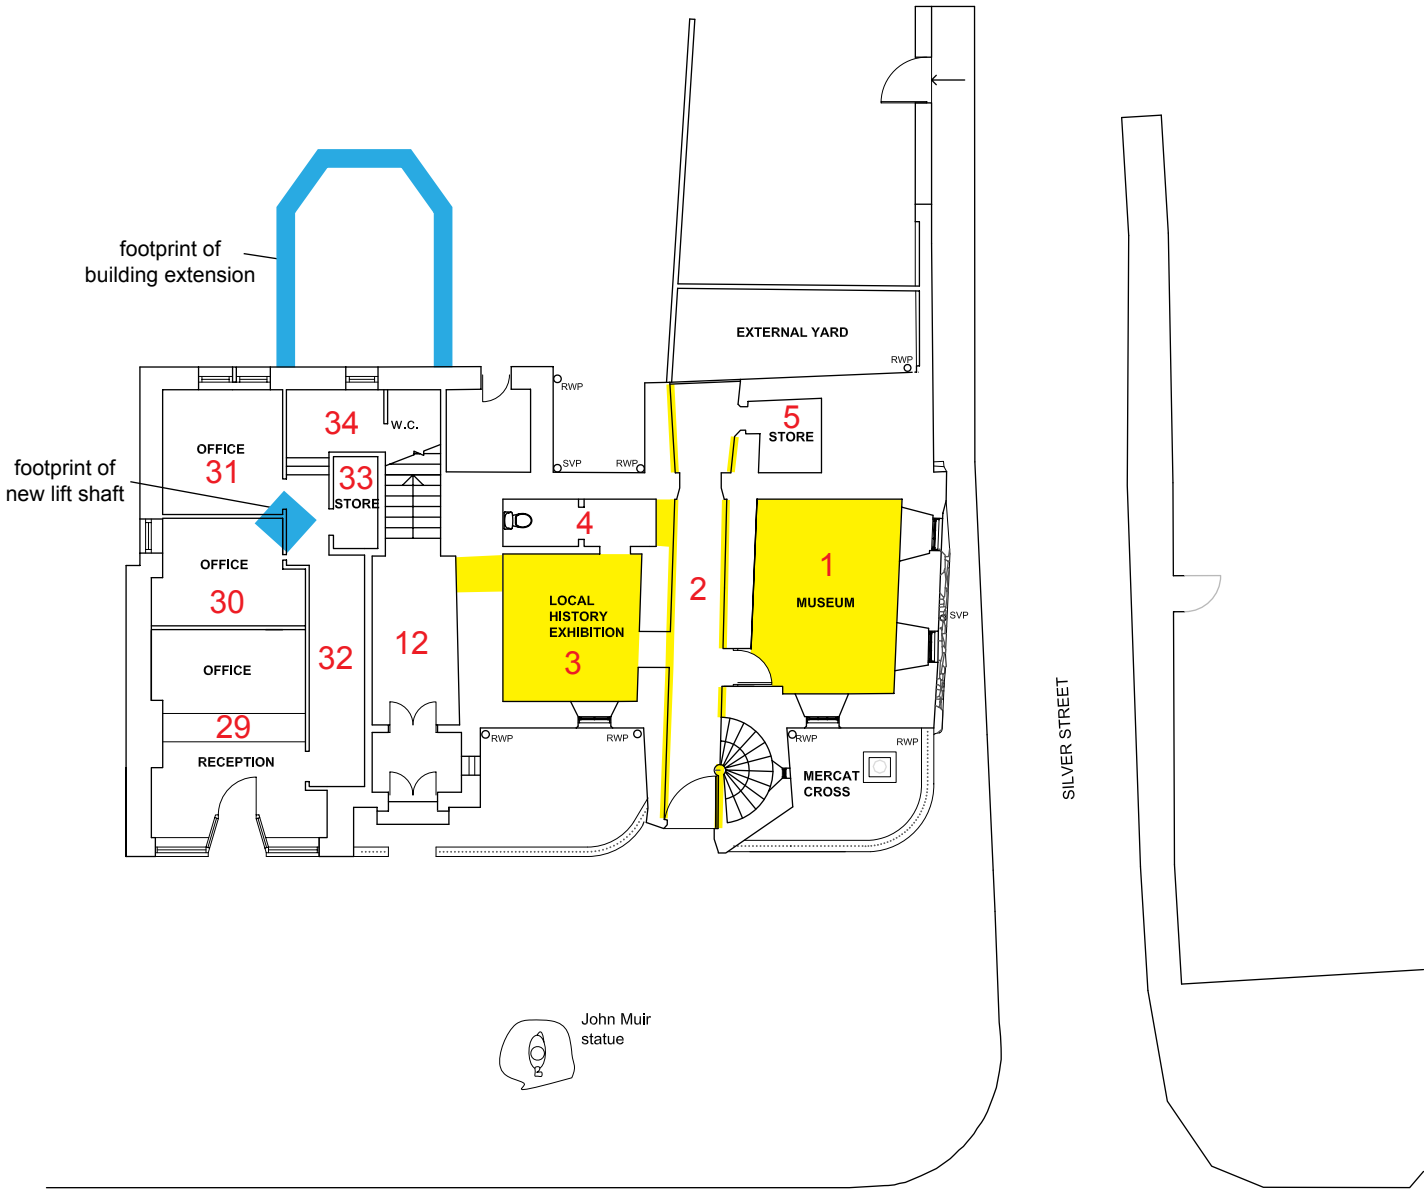 footprint of
building extension
EXTERNAL YARD
RWP
RWP
34
W.C.
5
STORE
OFFICE
31
footprint of
new lift shaft
33
STORE
SVP
RWP
4
OFFICE
30
1
MUSEUM
2
LOCAL
HISTORY
EXHIBITION
3
SVP
12
32
OFFICE
29
RECEPTION
RWP
RWP
RWP
RWP
MERCAT
CROSS
SILVER STREET
John Muir
statue